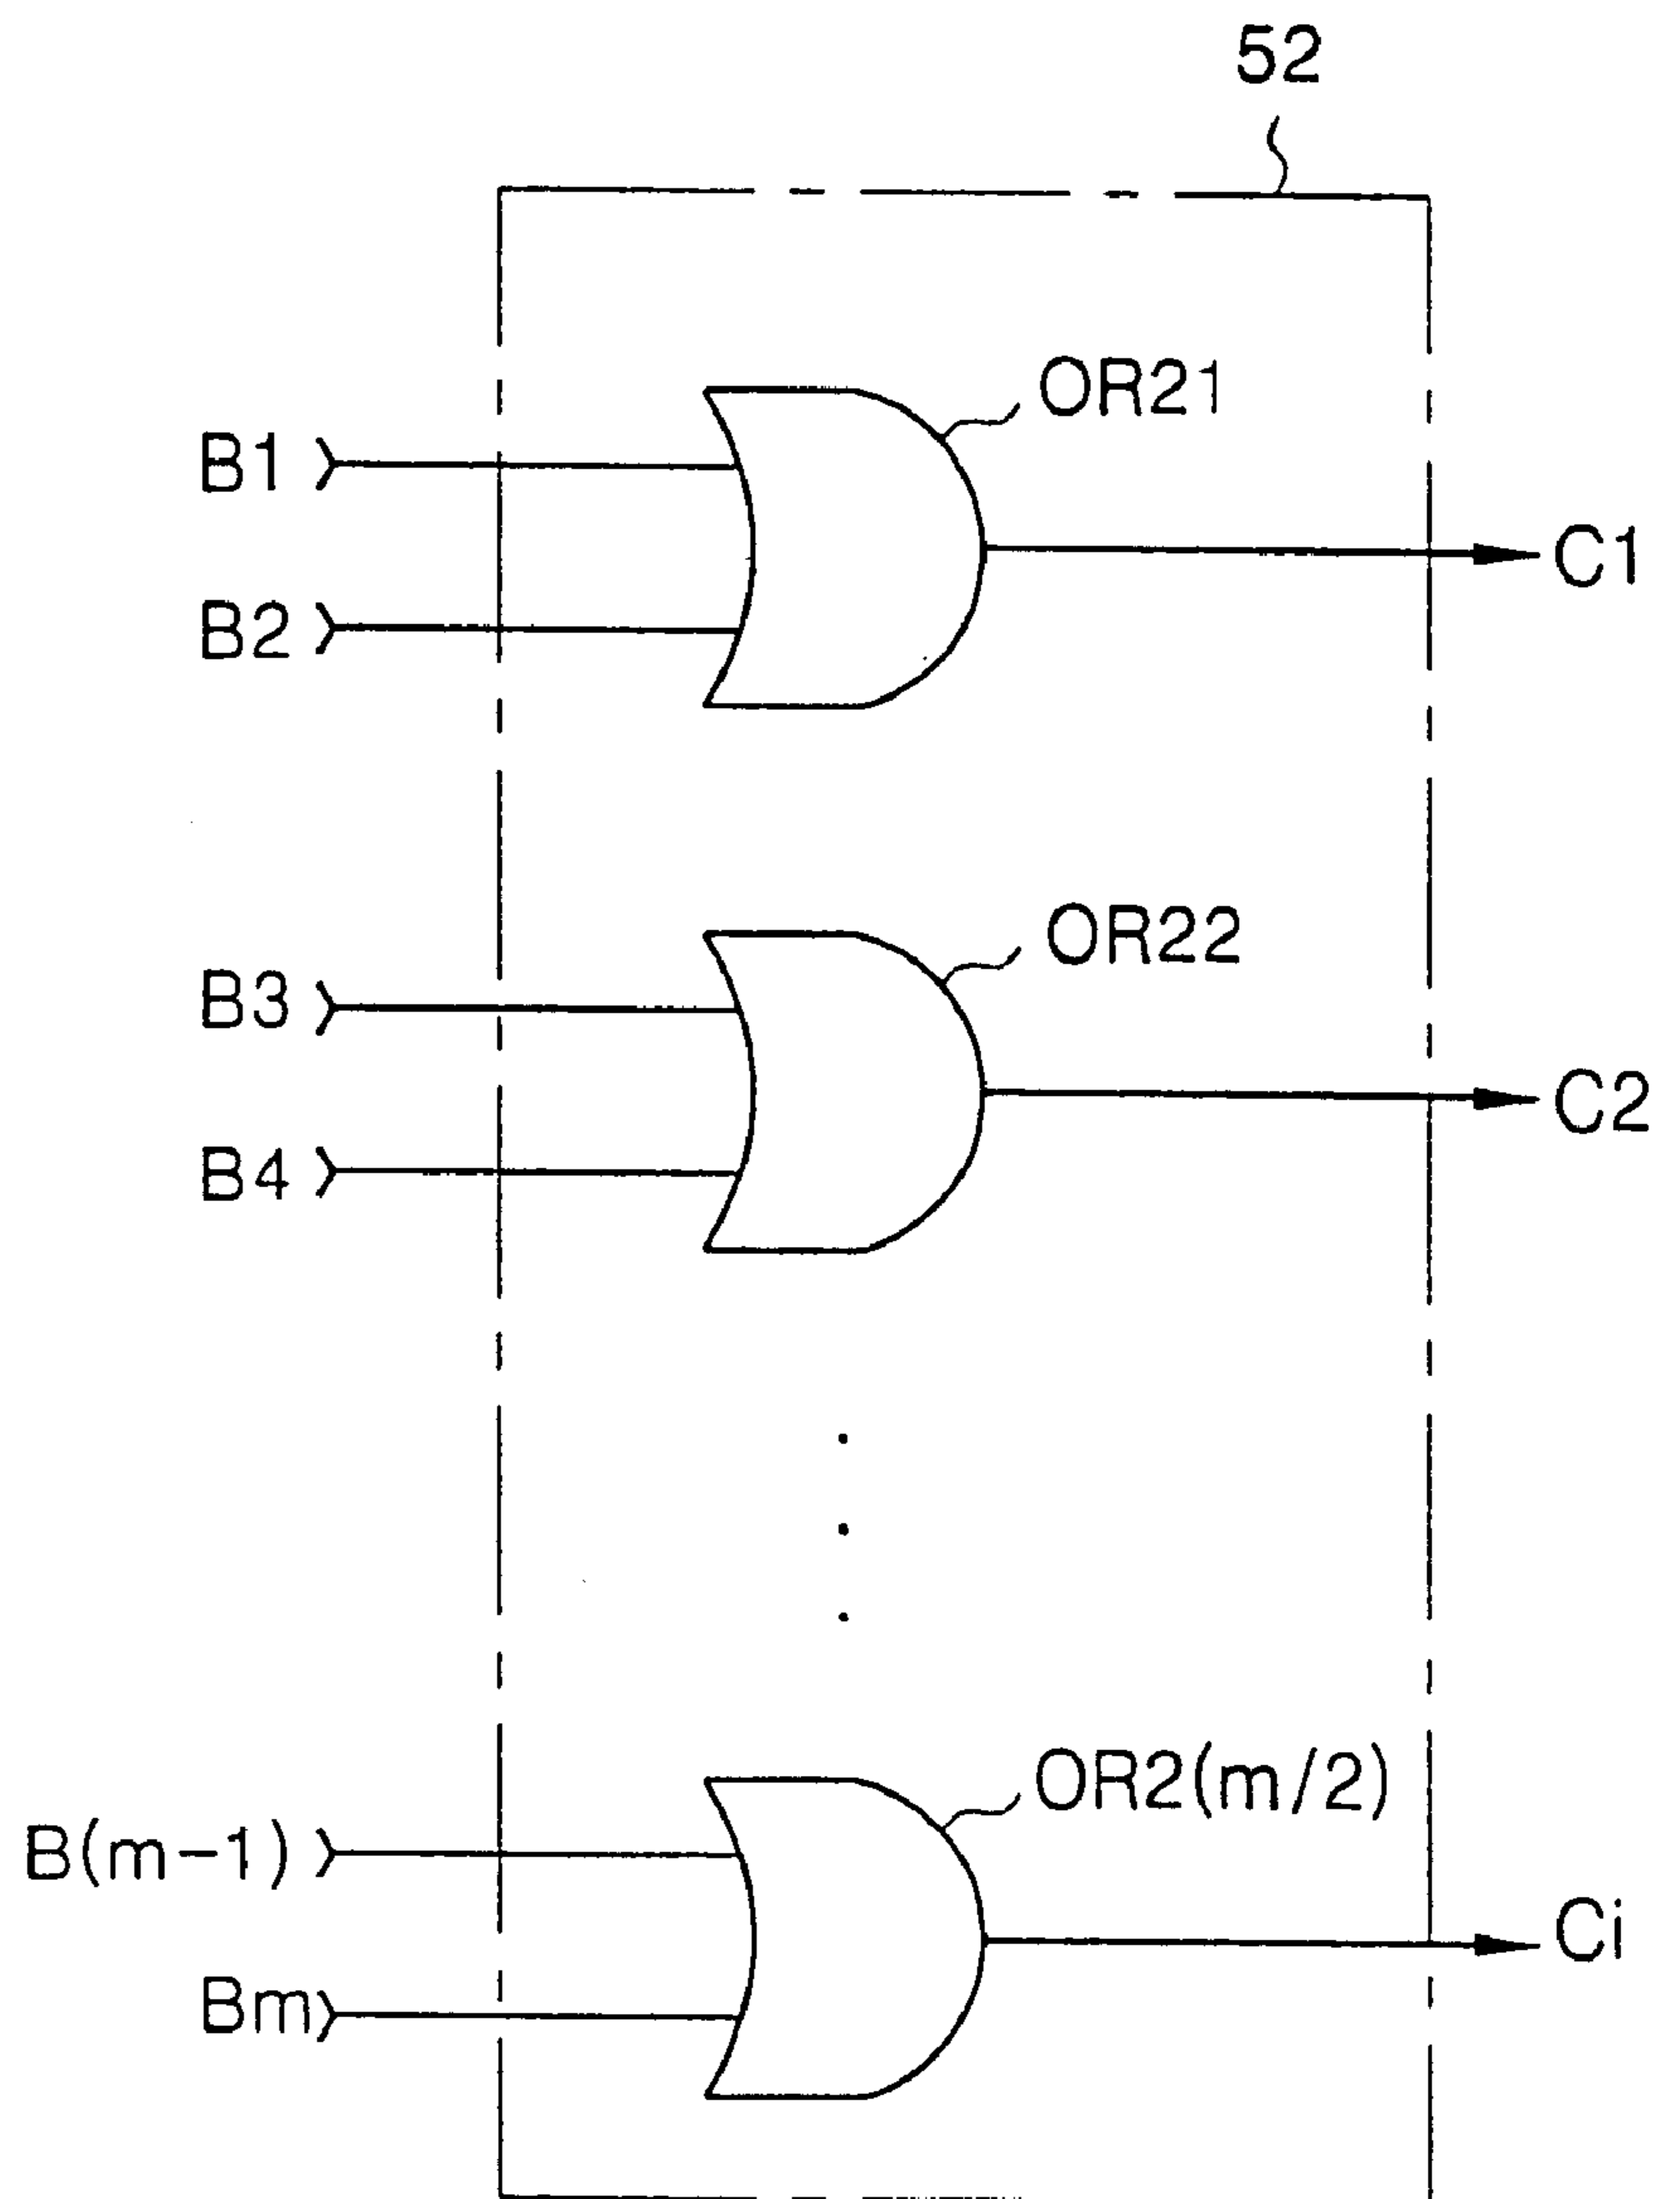 52
OR21
B1
C1
B2
OR22
B3
C2
B4
OR2(m/2)
B(m-1)
Ci
Bm